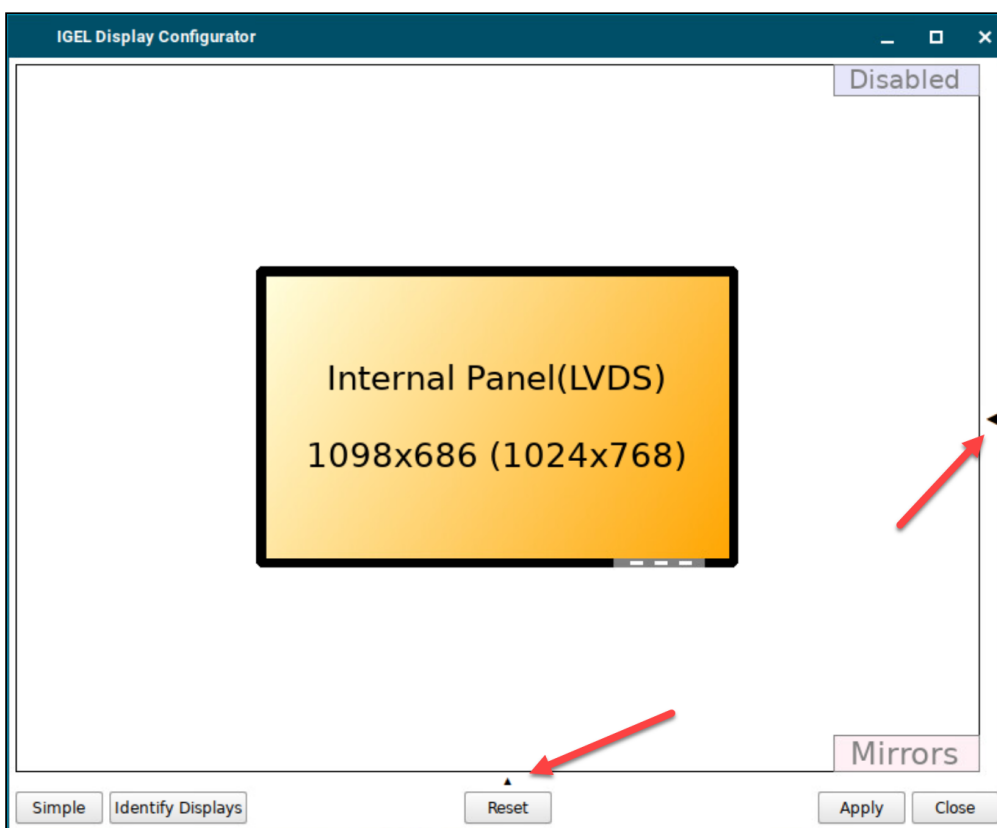 IGEL Display Configurator
Disabled
Internal Panel(LVDS)
1098x686 (1024x768)
Mirrors
Simple
Identify Displays
Reset
Apply
Close